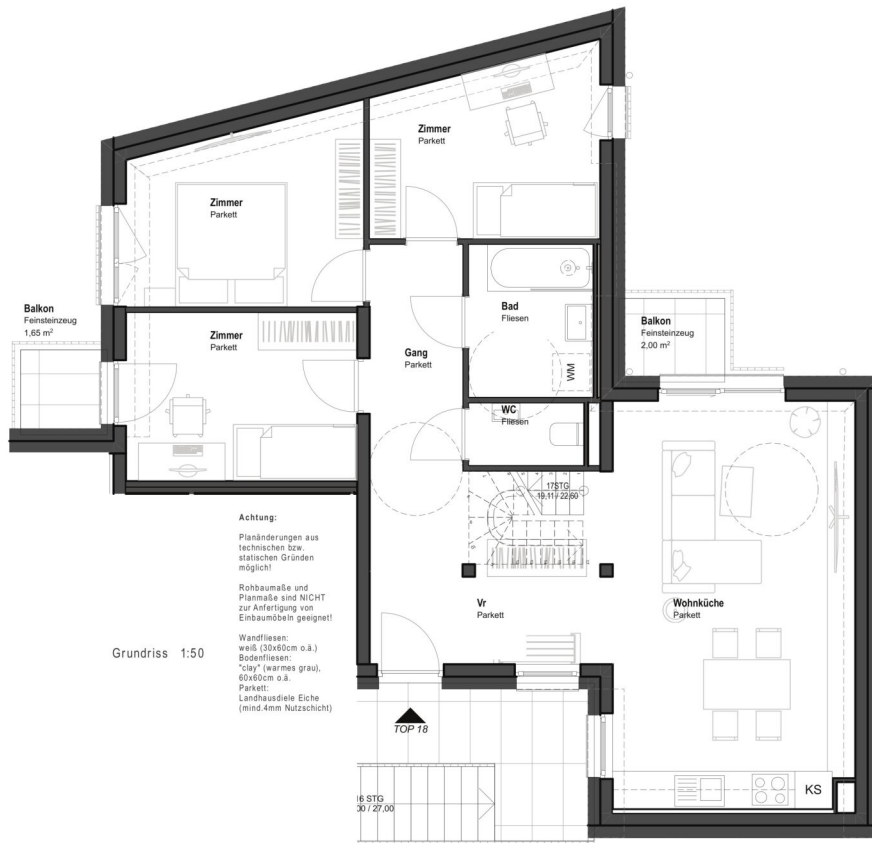 Zimmer
Parkett
Zimmer
Parkett
Balkon
Feinsteinzeug
1,65 m²
Zimmer
Parkett
Gang
Parkett
Bad
Fliesen
WM
Balkon
Feinsteinzeug
2,00 m²
WC
Fliesen
17STG
19,11 / 22,60
Achtung:
Planänderungen aus
technischen bzw.
statischen Gründen
möglich!
Rohbaumaße und
Planmaße sind NICHT
zur Anfertigung von
Einbaumöbeln geeignet!
Wandfliesen:
weiß (30x60cm o.ä.)
Bodenfliesen:
"clay" (warmes grau),
60x60cm o.ä.
Parkett:
Landhausdiele Eiche
(mind.4mm Nutzschicht)
Grundriss 1:50
Vr
Parkett
Wohnküche
Parkett
TOP 18
16 STG
00 / 27,00
KS